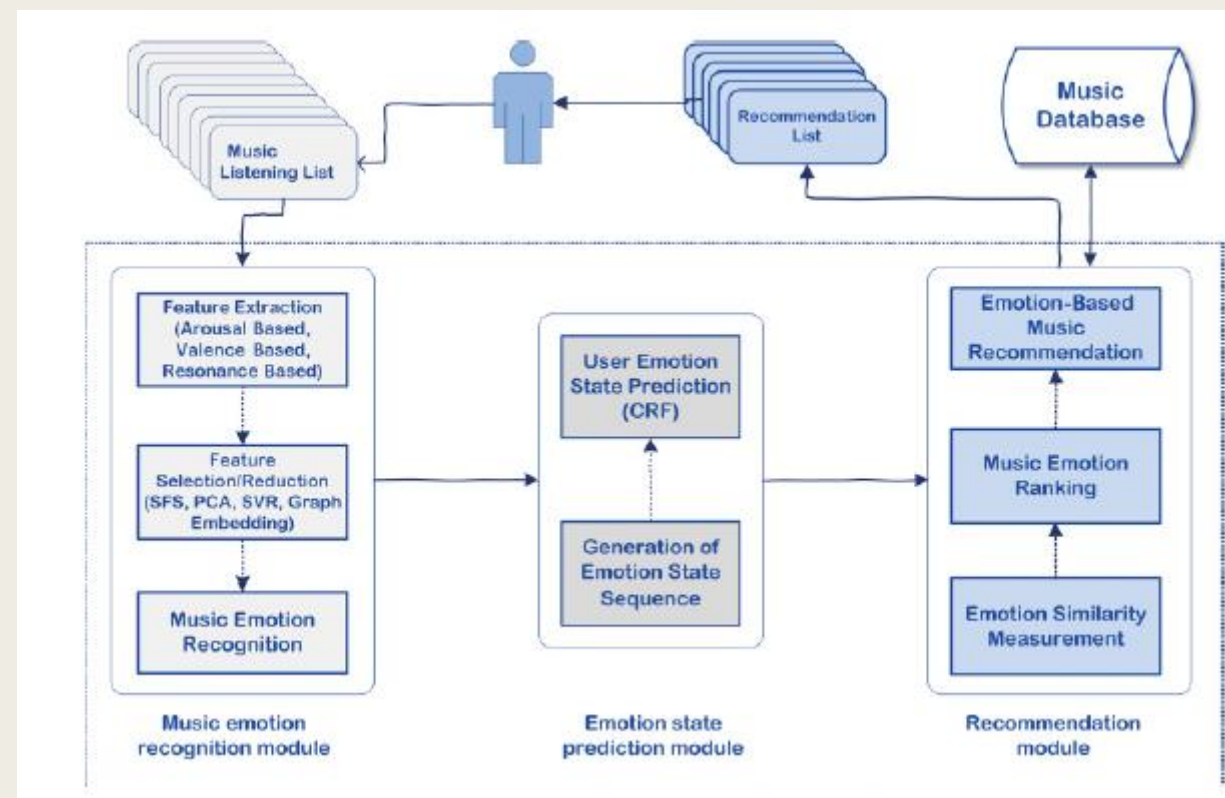 Music
Listening List
Recommendation
List
Music
Database
Feature Extraction
(Arousal Based,
Valence Based,
Resonance Based)
Feature
Selection/Reduction
(SFS, PCA, SVR, Graph
Embedding)
Music Emotion
Recognition
Music emotion
recognition module
User Emotion
State Prediction
(CRF)
Generation of
Emotion State
Sequence
Emotion state
prediction module
Emotion-Based
Music
Recommendation
Music Emotion
Ranking
Emotion Similarity
Measurement
Recommendation
module